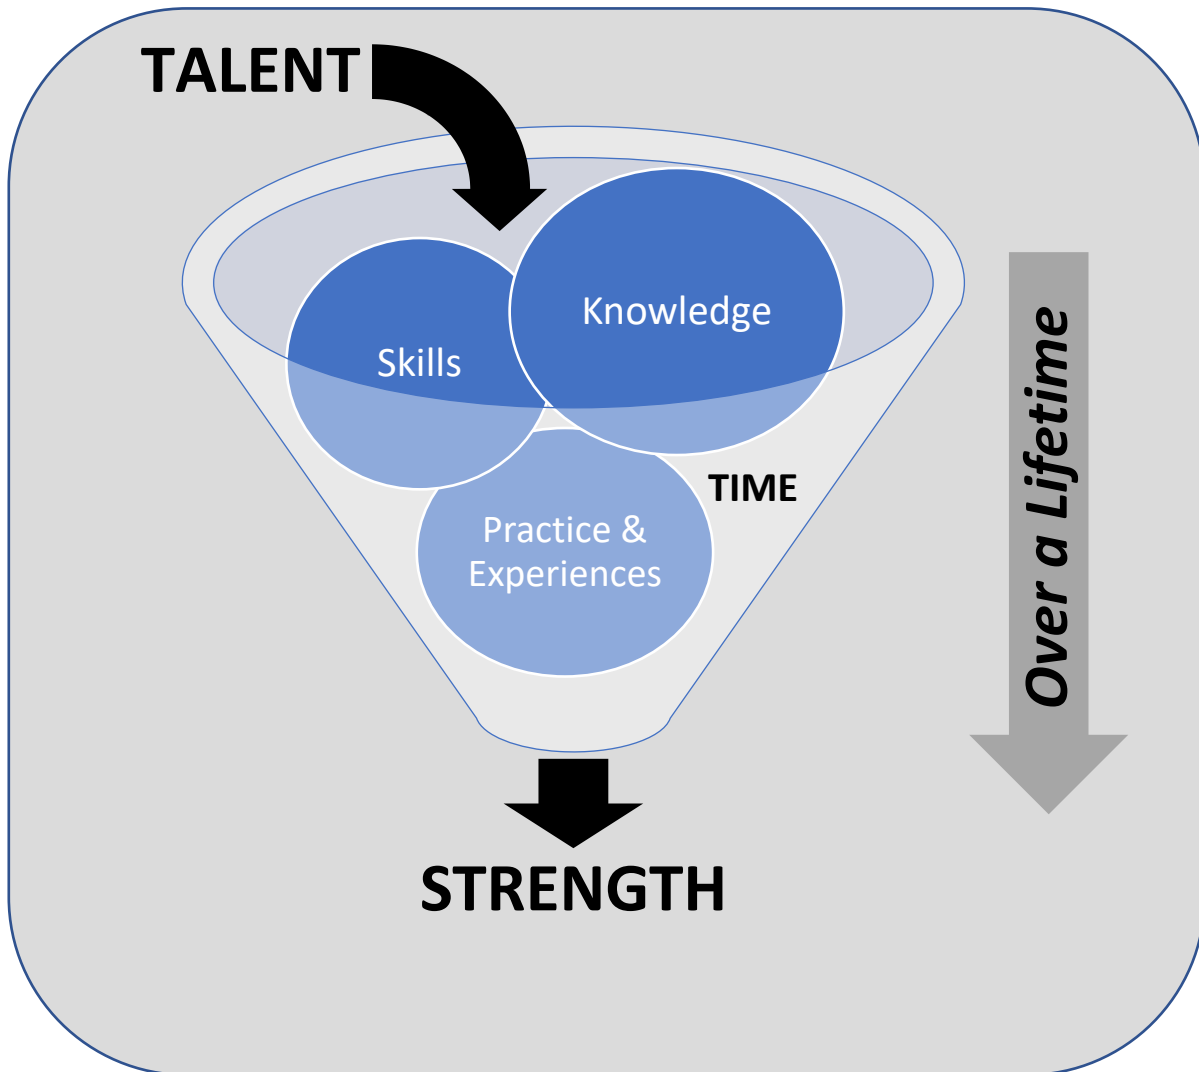 TALENT
Knowledge
Skills
TIME
Practice &
Experiences
Over a Lifetime
STRENGTH